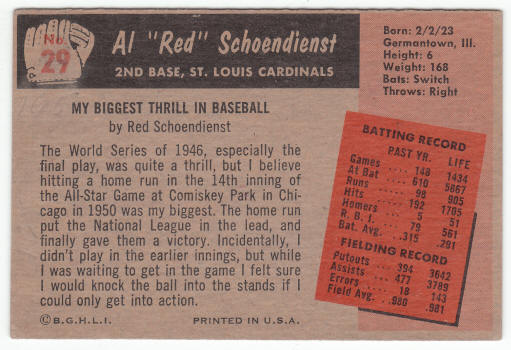 No. 29
Al "Red" Schoendienst
2ND BASE, ST. LOUIS CARDINALS
Born: 2/2/23
Germantown, Ill.
Height: 6
Weight: 168
Bats: Switch
Throws: Right
MY BIGGEST THRILL IN BASEBALL
by Red Schoendienst
The World Series of 1946, especially the
final play, was quite a thrill, but I believe
hitting a home run in the 14th inning of
the All-Star Game at Comiskey Park in Chi-
cago in 1950 was my biggest. The home run
put the National League in the lead, and
finally gave them a victory. Incidentally, I
didn't play in the earlier innings, but while
I was waiting to get in the game I felt sure
I would knock the ball into the stands if I
could only get into action.
BATTING RECORD
PAST YR. LIFE
Games 148 1434
At Bat 610 5867
Runs 98 905
Hits 192 1705
Homers 5 51
R. B. I. 79 561
Bat. Avg. .315 .291
FIELDING RECORD
Putouts 394 3642
Assists 477 3789
Errors 18 143
Field Avg. .980 .981
©B.G.H.L.I. PRINTED IN U.S.A.